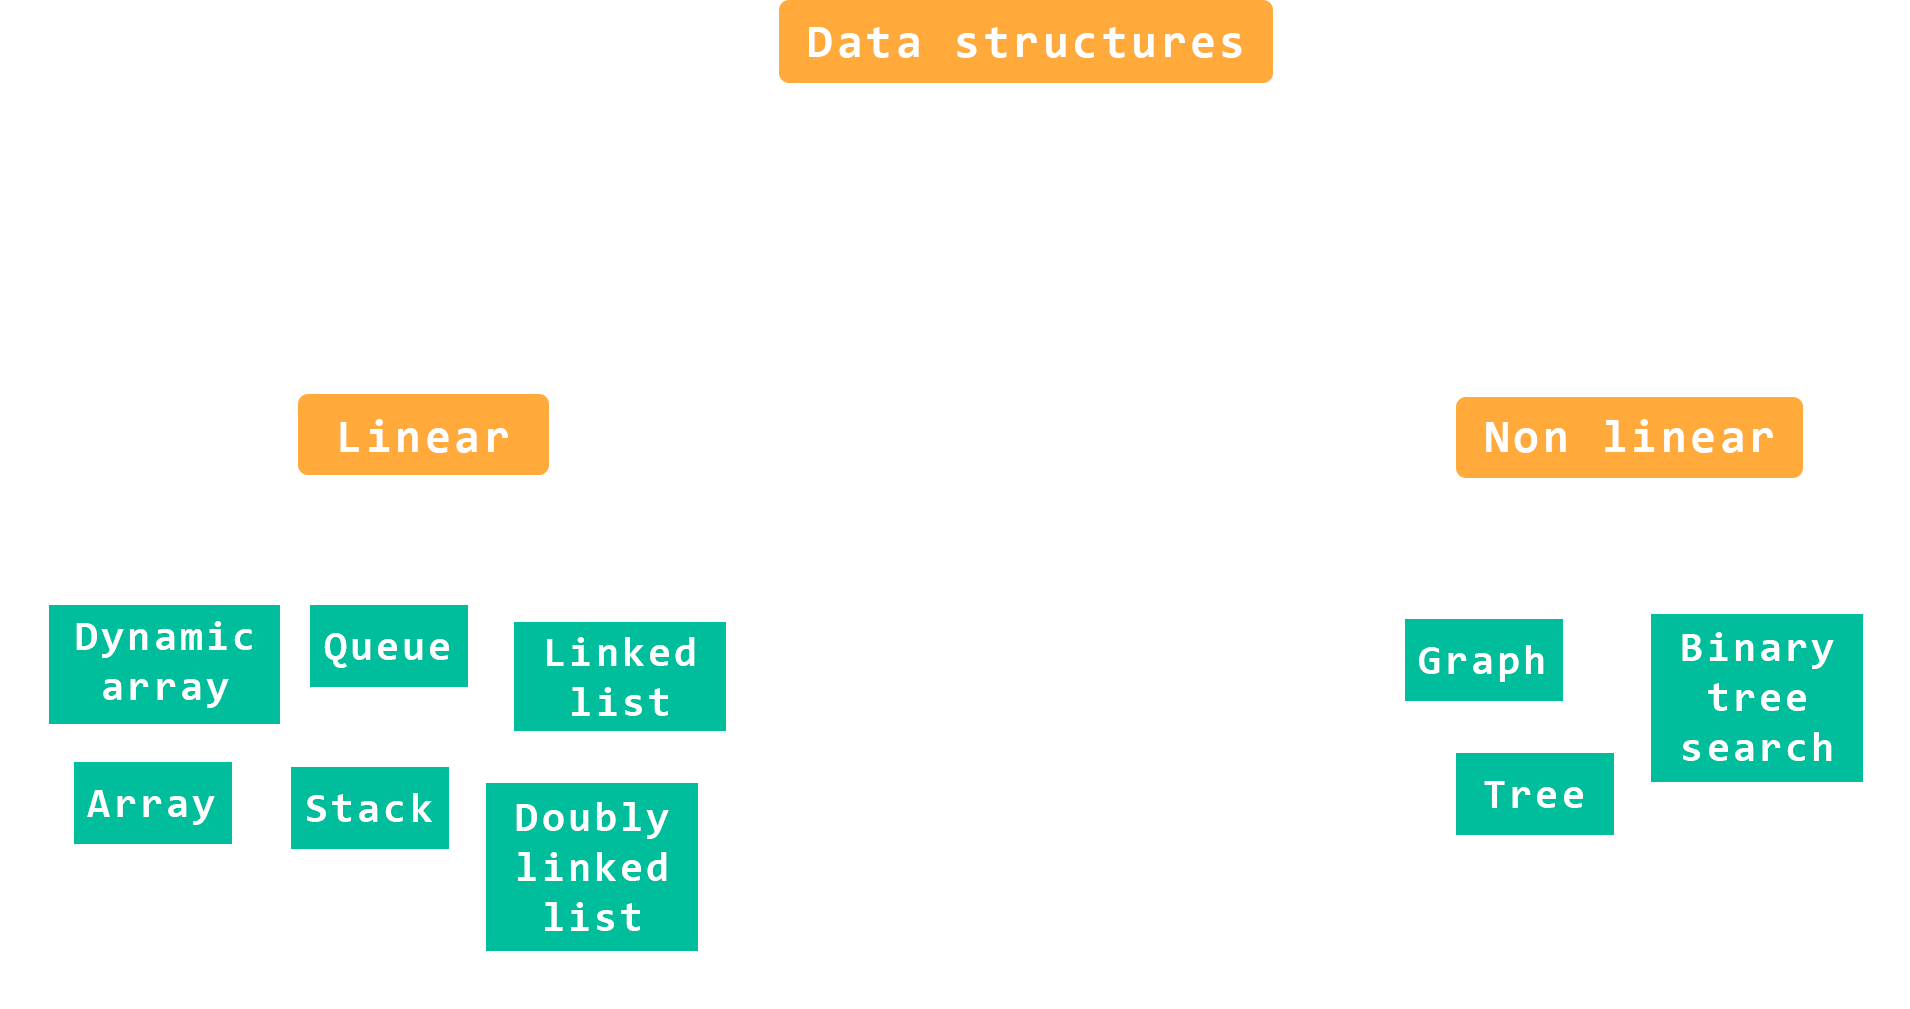 Data structures
Linear
Non linear
Dynamic
array
Queue
Linked
list
Array
Stack
Doubly
linked
list
Graph
Binary
tree
search
Tree